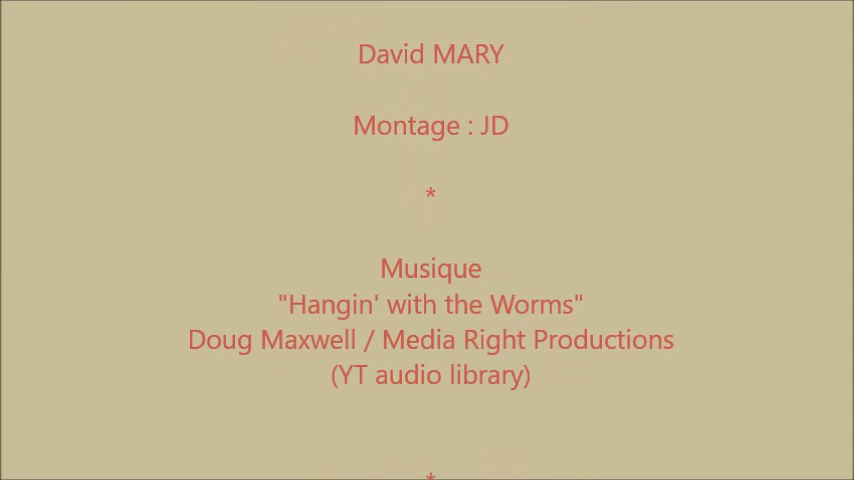 David MARY
Montage : JD
*
Musique
"Hangin' with the Worms"
Doug Maxwell / Media Right Productions
(YT audio library)
*